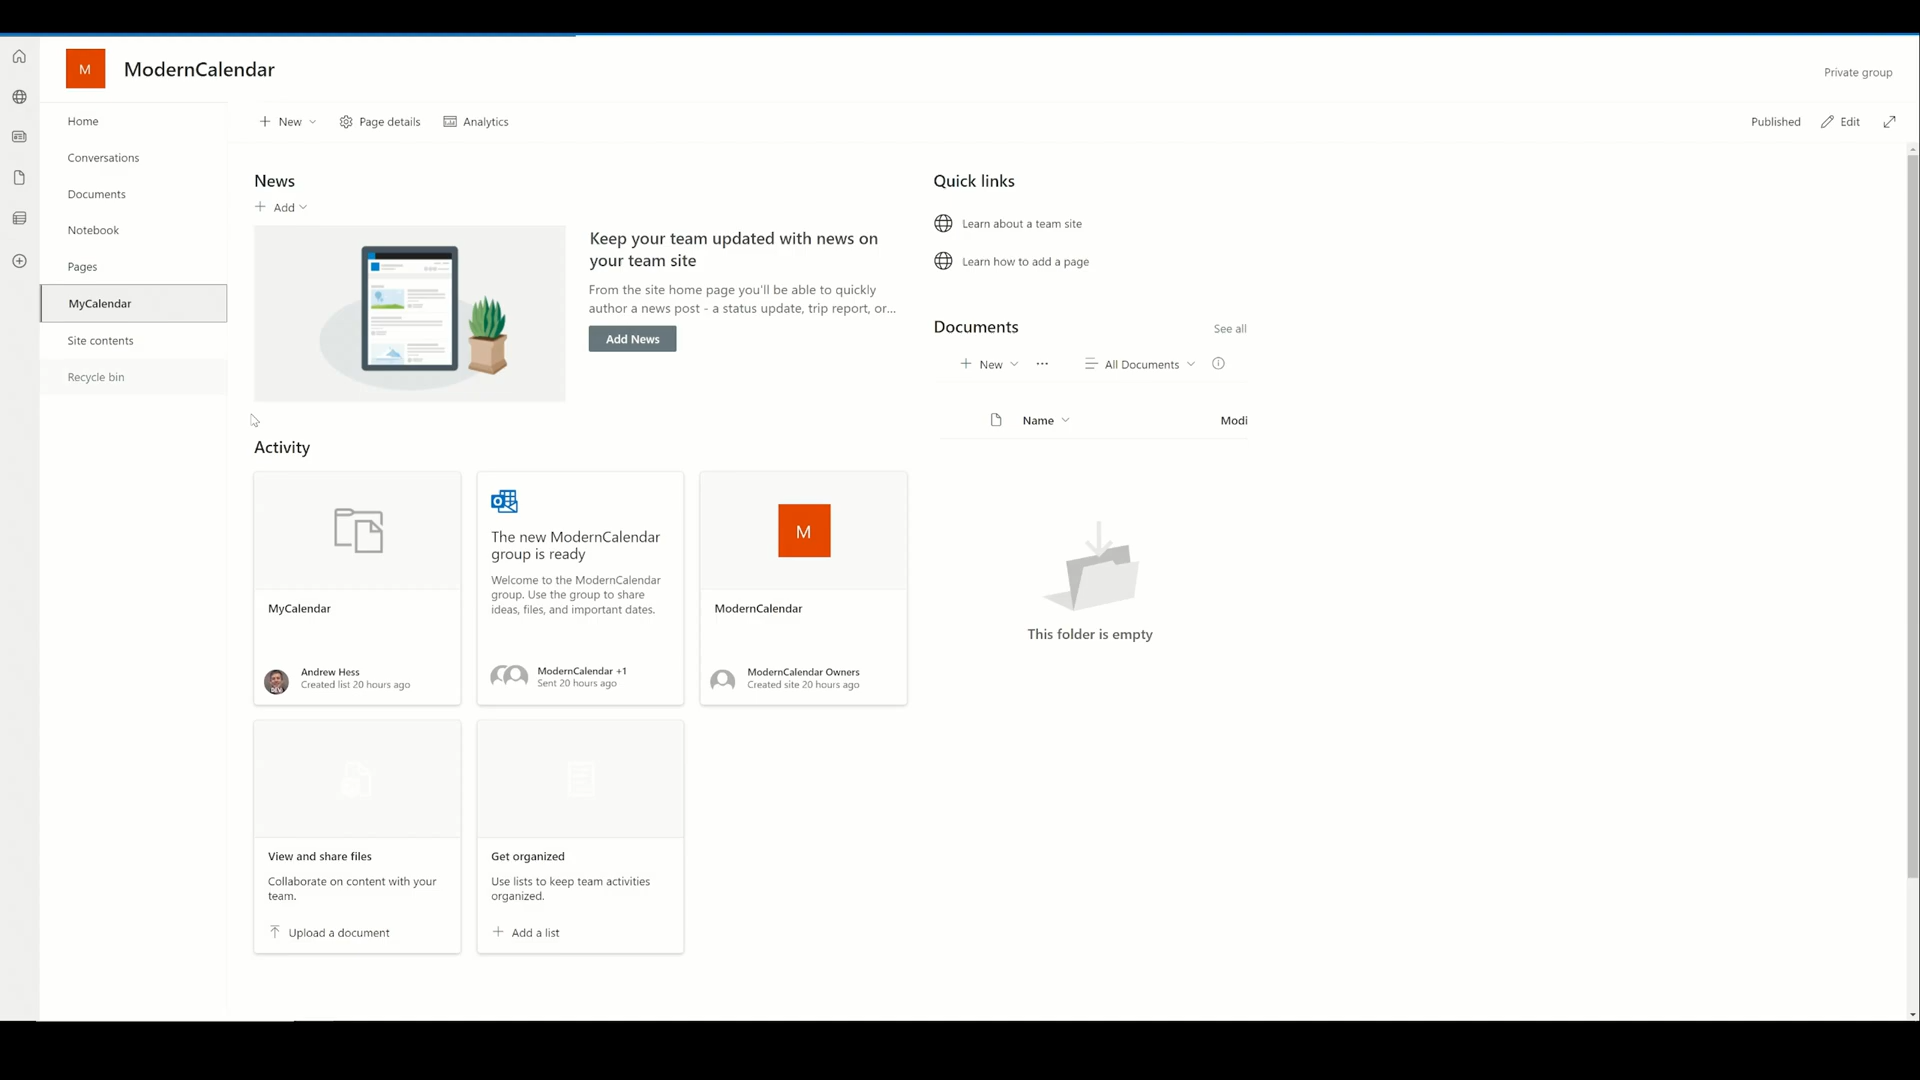 M
ModernCalendar
Private group
Home
Conversations
Documents
Notebook
Pages
MyCalendar
Site contents
Recycle bin
New
Page details
Analytics
Published
Edit
News
Add
Keep your team updated with news on
your team site
From the site home page you'll be able to quickly
author a news post - a status update, trip report, or...
Add News
Quick links
Learn about a team site
Learn how to add a page
Documents
See all
New
All Documents
Name
Modi
This folder is empty
Activity
MyCalendar
Andrew Hess
Created list 20 hours ago
The new ModernCalendar
group is ready
Welcome to the ModernCalendar
group. Use the group to share
ideas, files, and important dates.
ModernCalendar +1
Sent 20 hours ago
M
ModernCalendar
ModernCalendar Owners
Created site 20 hours ago
View and share files
Collaborate on content with your
team.
Upload a document
Get organized
Use lists to keep team activities
organized.
Add a list